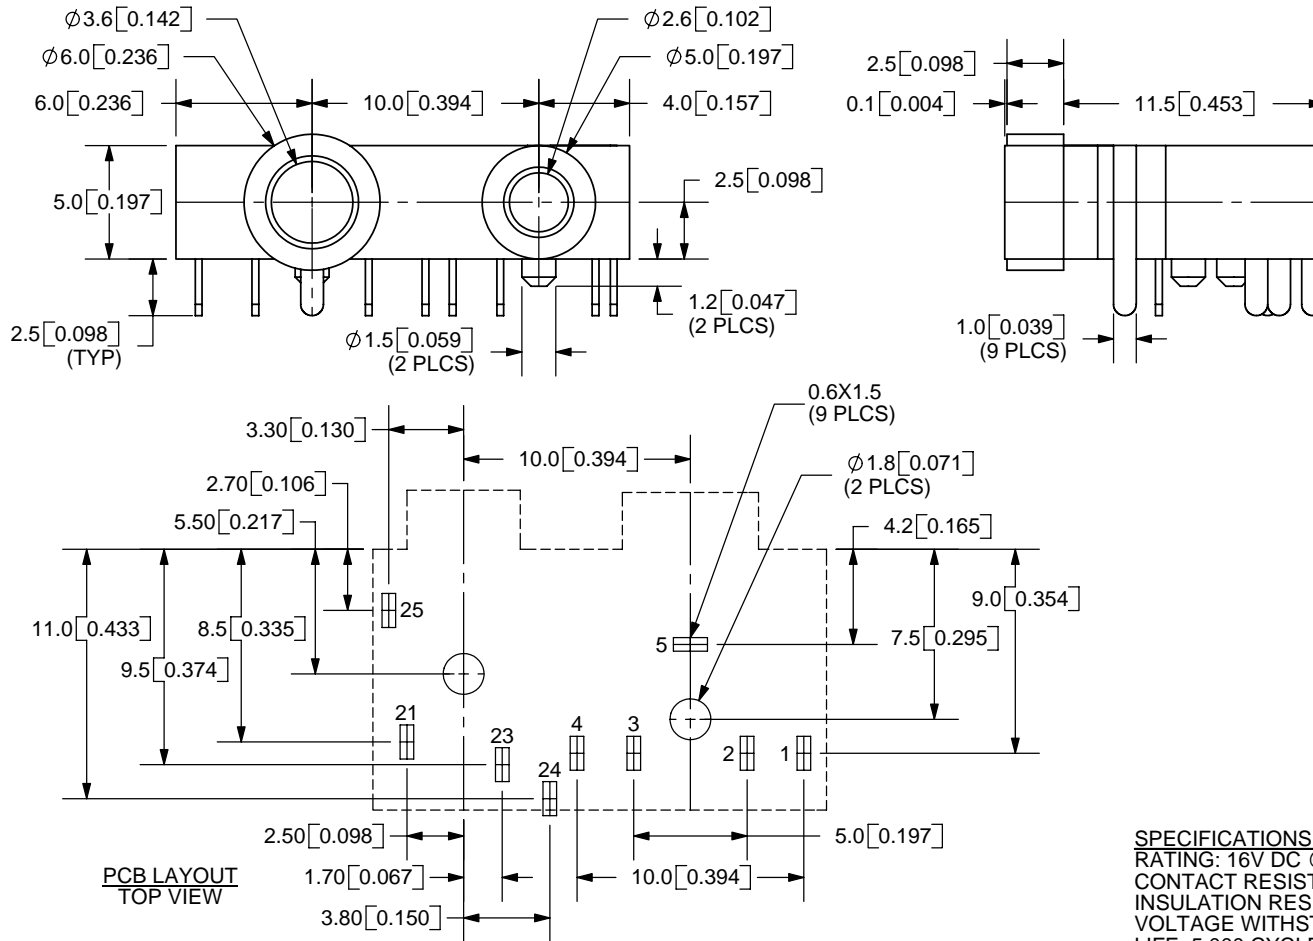 ⌀3.6[0.142]
⌀2.6[0.102]
⌀6.0[0.236]
⌀5.0[0.197]
2.5[0.098]
6.0[0.236]
10.0[0.394]
4.0[0.157]
0.1[0.004]
11.5[0.453]
5.0[0.197]
2.5[0.098]
1.2[0.047]
(2 PLCS)
2.5[0.098]
(TYP)
⌀1.5[0.059]
(2 PLCS)
1.0[0.039]
(9 PLCS)
0.6X1.5
(9 PLCS)
3.30[0.130]
10.0[0.394]
⌀1.8[0.071]
(2 PLCS)
2.70[0.106]
5.50[0.217]
4.2[0.165]
9.0[0.354]
25
11.0[0.433]
8.5[0.335]
5
7.5[0.295]
9.5[0.374]
21
23
24
4
3
2
1
2.50[0.098]
5.0[0.197]
PCB LAYOUT
TOP VIEW
1.70[0.067]
10.0[0.394]
3.80[0.150]
SPECIFICATIONS
RATING: 16V DC
CONTACT RESIST
INSULATION RES
VOLTAGE WITHST